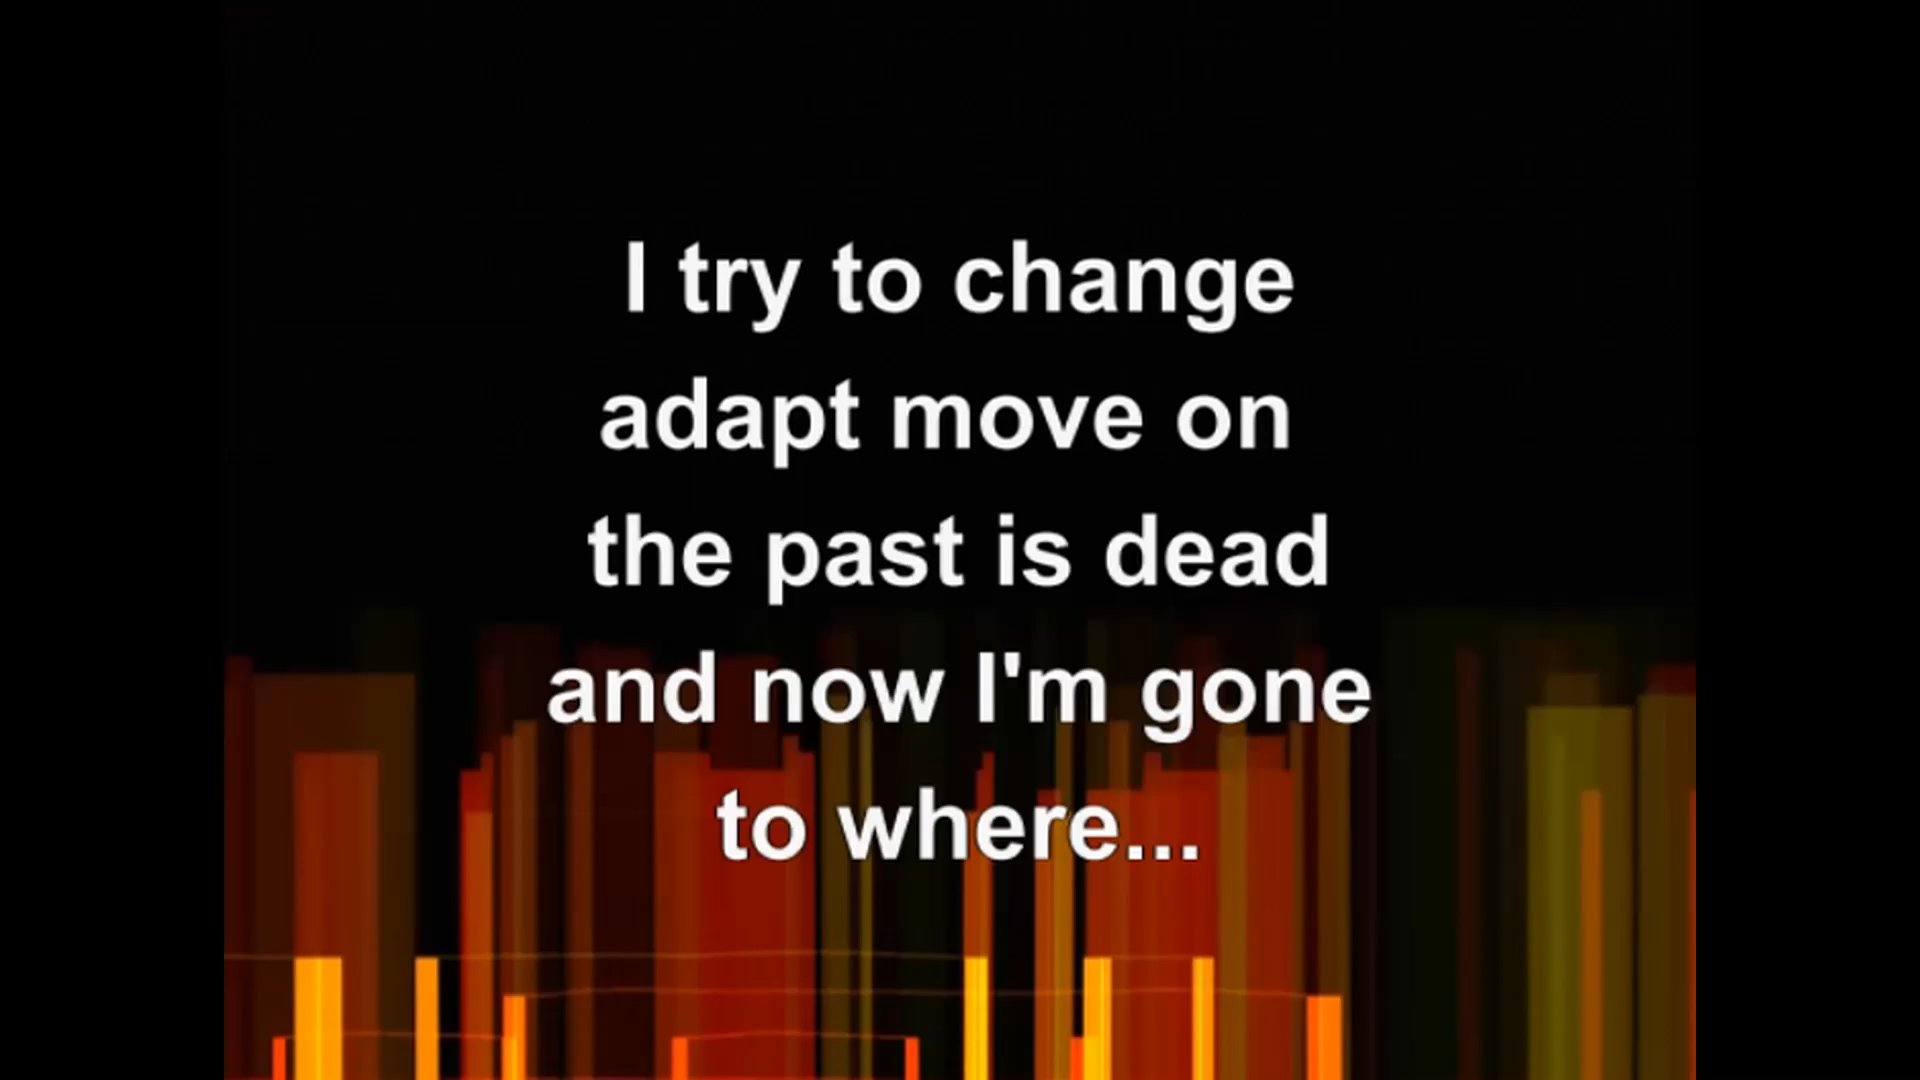 I try to change
adapt move on
the past is dead
and now I'm gone
to where...